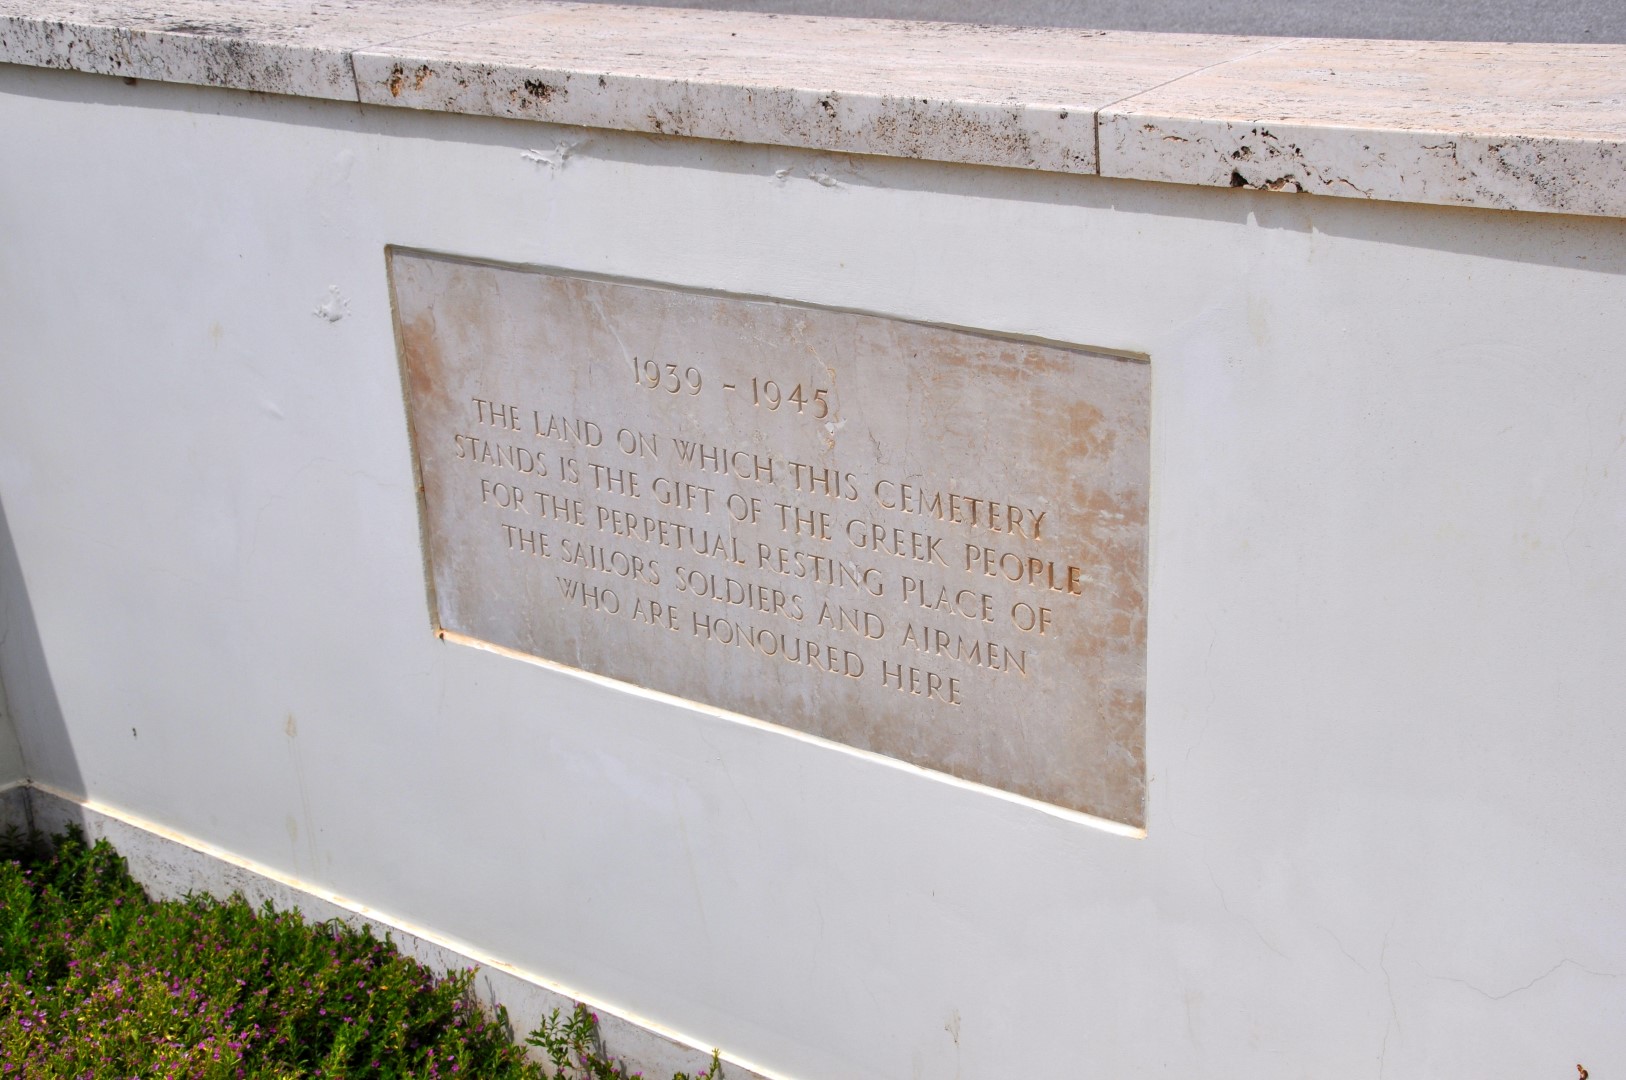 1939 - 1945
THE LAND ON WHICH THIS CEMETERY
STANDS IS THE GIFT OF THE GREEK PEOPLE
FOR THE PERPETUAL RESTING PLACE OF
THE SAILORS SOLDIERS AND AIRMEN
WHO ARE HONOURED HERE